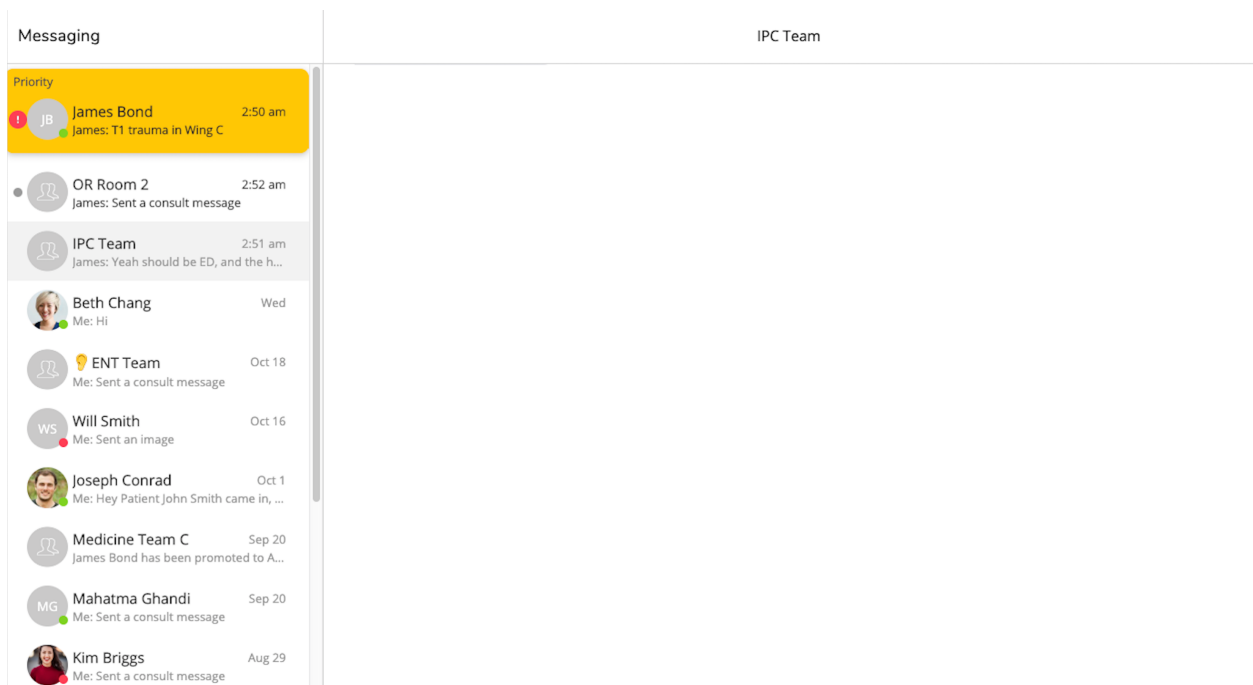 Messaging
IPC Team
Priority
!
JB
James Bond
2:50 am
James: T1 trauma in Wing C
OR Room 2
2:52 am
James: Sent a consult message
IPC Team
2:51 am
James: Yeah should be ED, and the h...
Beth Chang
Wed
Me: Hi
👂ENT Team
Oct 18
Me: Sent a consult message
WS
Will Smith
Oct 16
Me: Sent an image
Joseph Conrad
Oct 1
Me: Hey Patient John Smith came in, ...
Medicine Team C
Sep 20
James Bond has been promoted to A...
MG
Mahatma Ghandi
Sep 20
Me: Sent a consult message
Kim Briggs
Aug 29
Me: Sent a consult message